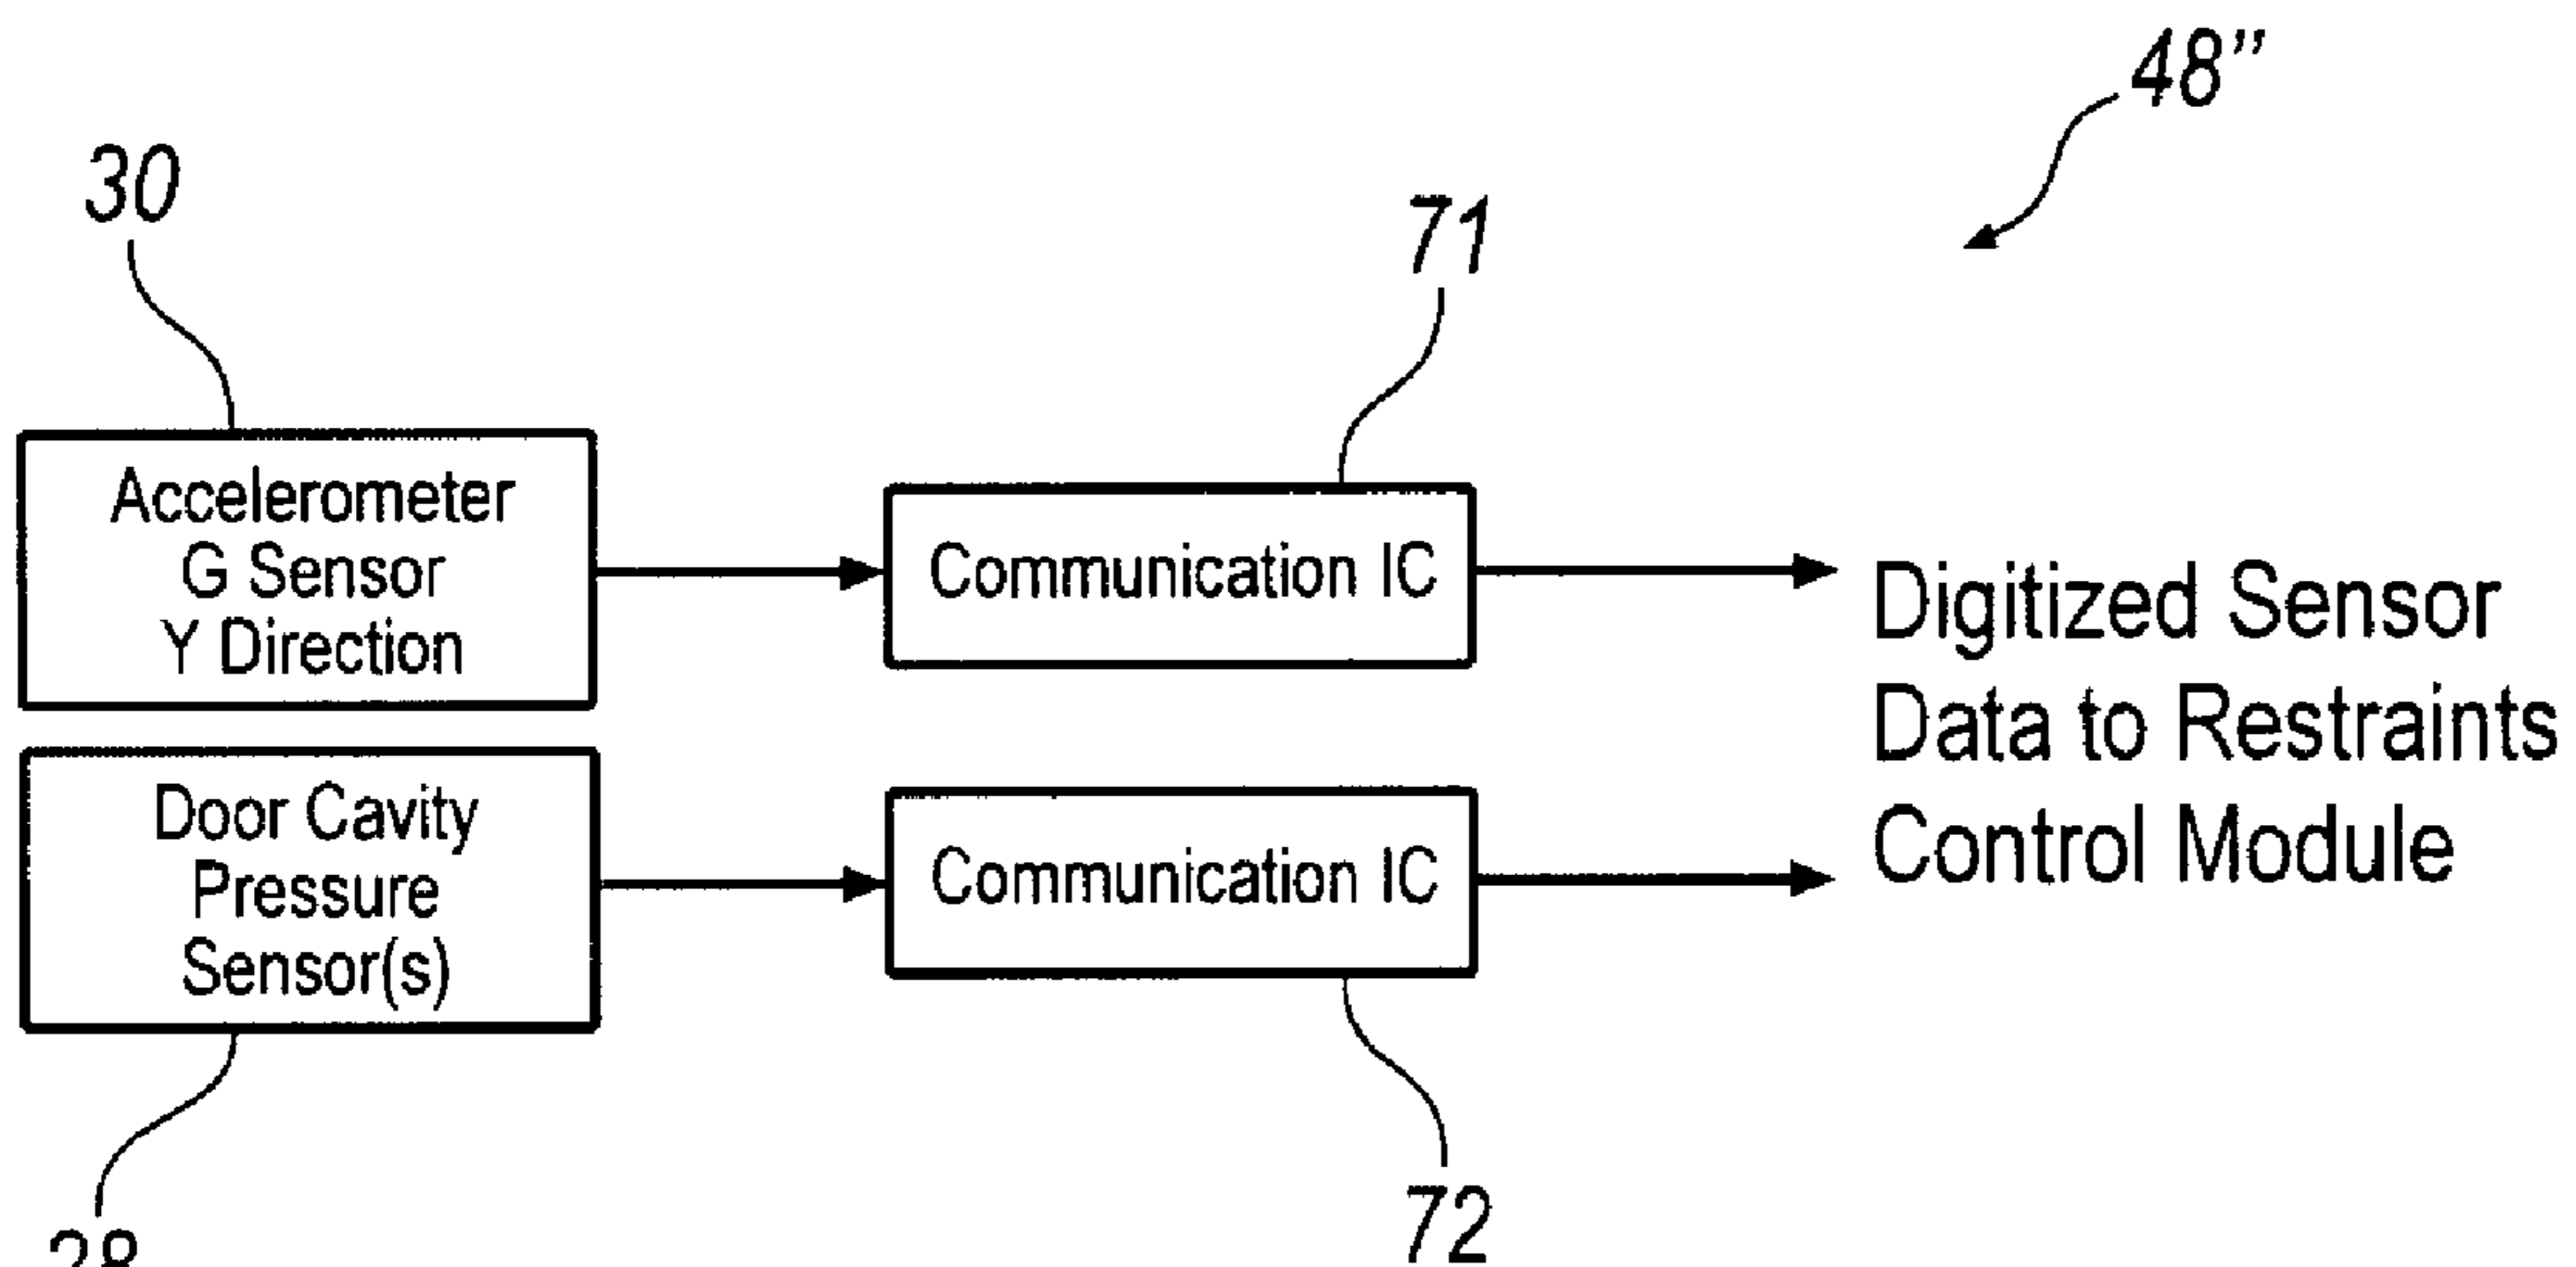 48”
30
71
Accelerometer
G Sensor
Y Direction
Communication IC
Digitized Sensor
Data to Restraints
Control Module
Door Cavity
Pressure
Sensor(s)
Communication IC
72